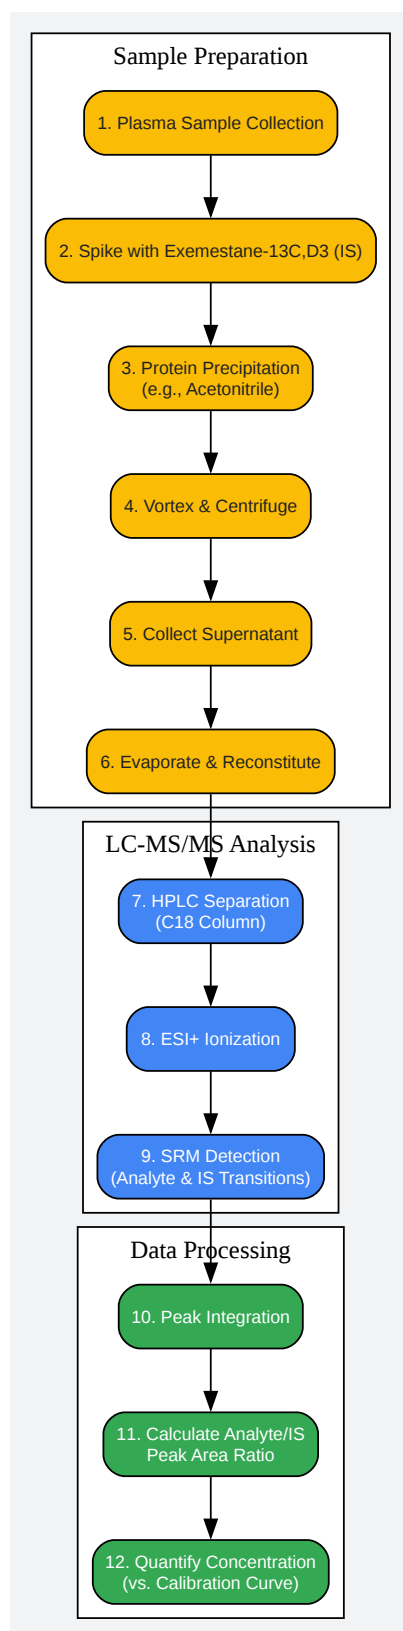 Sample Preparation
1. Plasma Sample Collection
2. Spike with Exemestane-13C,D3 (IS)
3. Protein Precipitation
(e.g., Acetonitrile)
4. Vortex & Centrifuge
5. Collect Supernatant
6. Evaporate & Reconstitute
LC-MS/MS Analysis
7. HPLC Separation
(C18 Column)
8. ESI+ Ionization
9. SRM Detection
(Analyte & IS Transitions)
Data Processing
10. Peak Integration
11. Calculate Analyte/IS
Peak Area Ratio
12. Quantify Concentration
(vs. Calibration Curve)